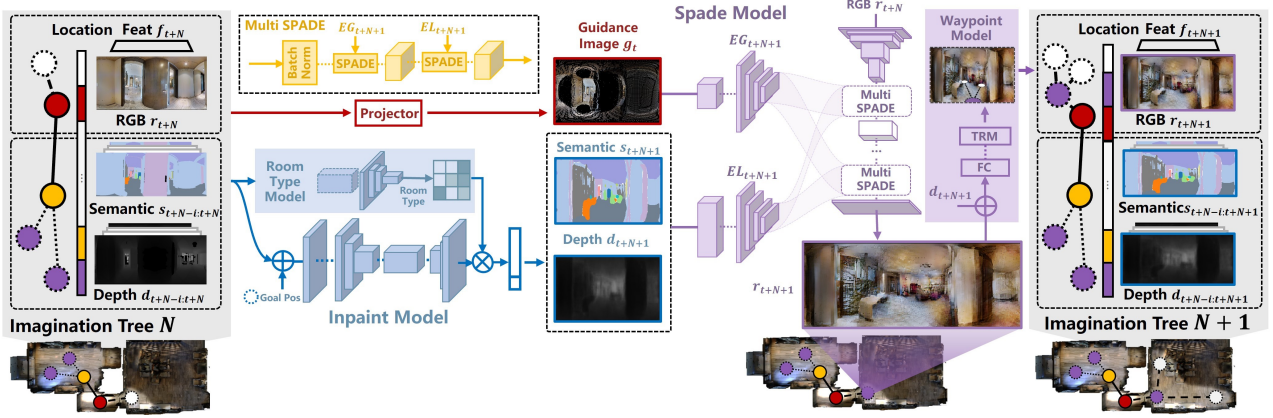 Location
Feat f_{t+N}
RGB r_{t+N}
Semantic s_{t+N−i:t+N}
Depth d_{t+N−i:t+N}
Imagination Tree N
Multi SPADE
EG_{t+N+1}
EL_{t+N+1}
Batch
Norm
SPADE
SPADE
Projector
Guidance
Image g_t
Room
Type
Model
Room
Type
Goal Pos
Inpaint Model
Semantic s_{t+N+1}
Depth d_{t+N+1}
Spade Model
EG_{t+N+1}
EL_{t+N+1}
RGB r_{t+N}
Multi
SPADE
Multi
SPADE
r_{t+N+1}
Waypoint
Model
TRM
FC
d_{t+N+1}
Location
Feat f_{t+N+1}
RGB r_{t+N+1}
Semantic s_{t+N−i:t+N+1}
Depth d_{t+N−i:t+N+1}
Imagination Tree N + 1